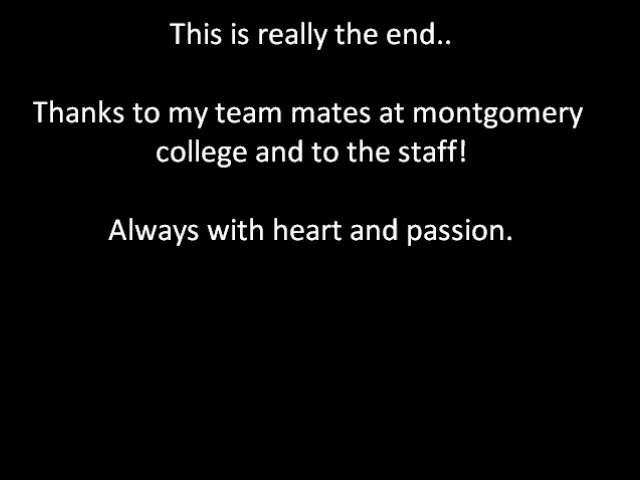 This is really the end..
Thanks to my team mates at montgomery
college and to the staff!
Always with heart and passion.